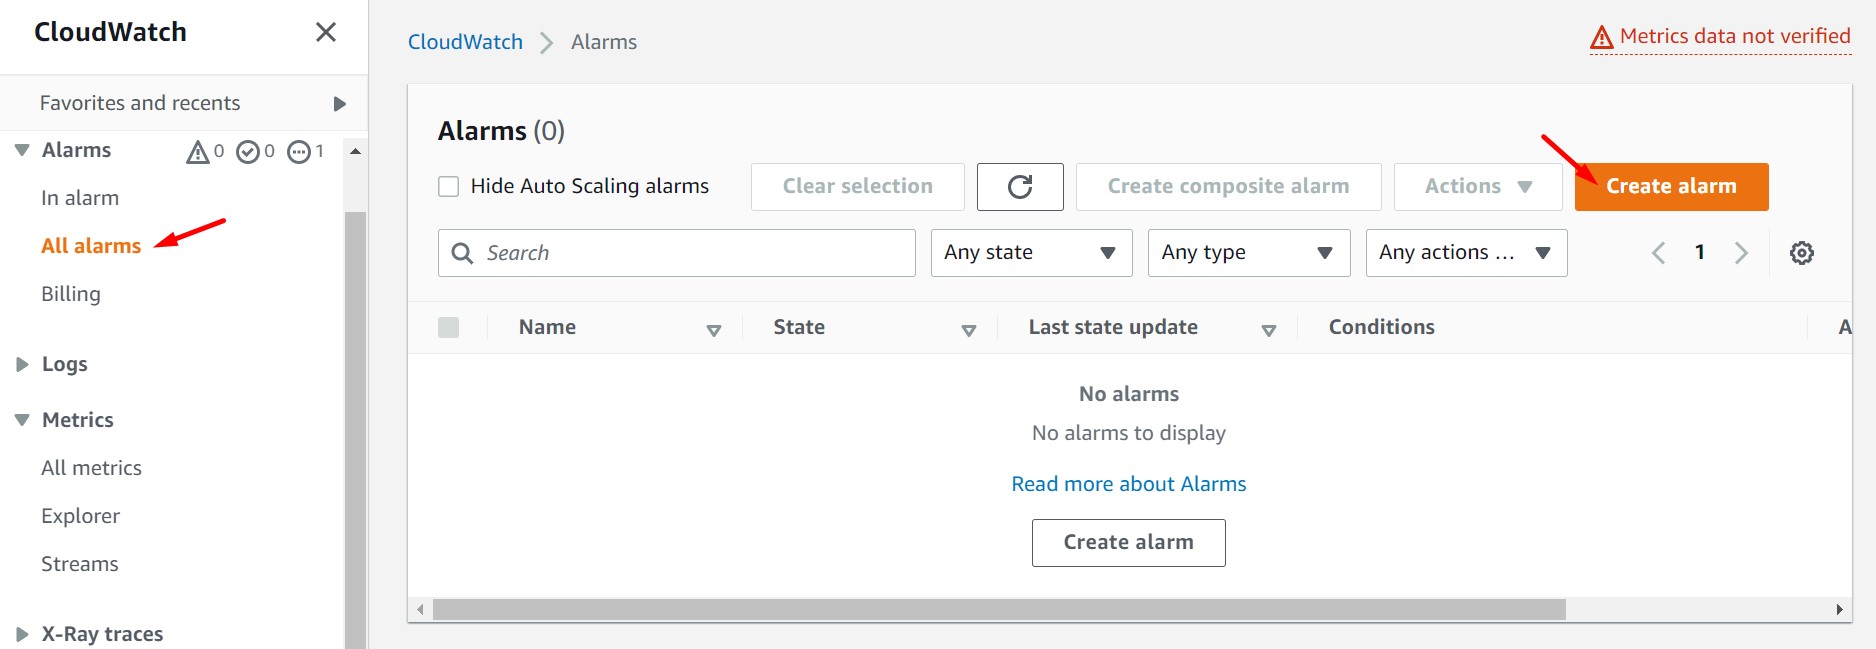 CloudWatch
Favorites and recents
Alarms 0 0 1
In alarm
All alarms
Billing
Logs
Metrics
All metrics
Explorer
Streams
X-Ray traces
CloudWatch Alarms
Metrics data not verified
Alarms (0)
Hide Auto Scaling alarms Clear selection Create composite alarm Actions Create alarm
Search Any state Any type Any actions ... 1
Name State Last state update Conditions A
No alarms
No alarms to display
Read more about Alarms
Create alarm